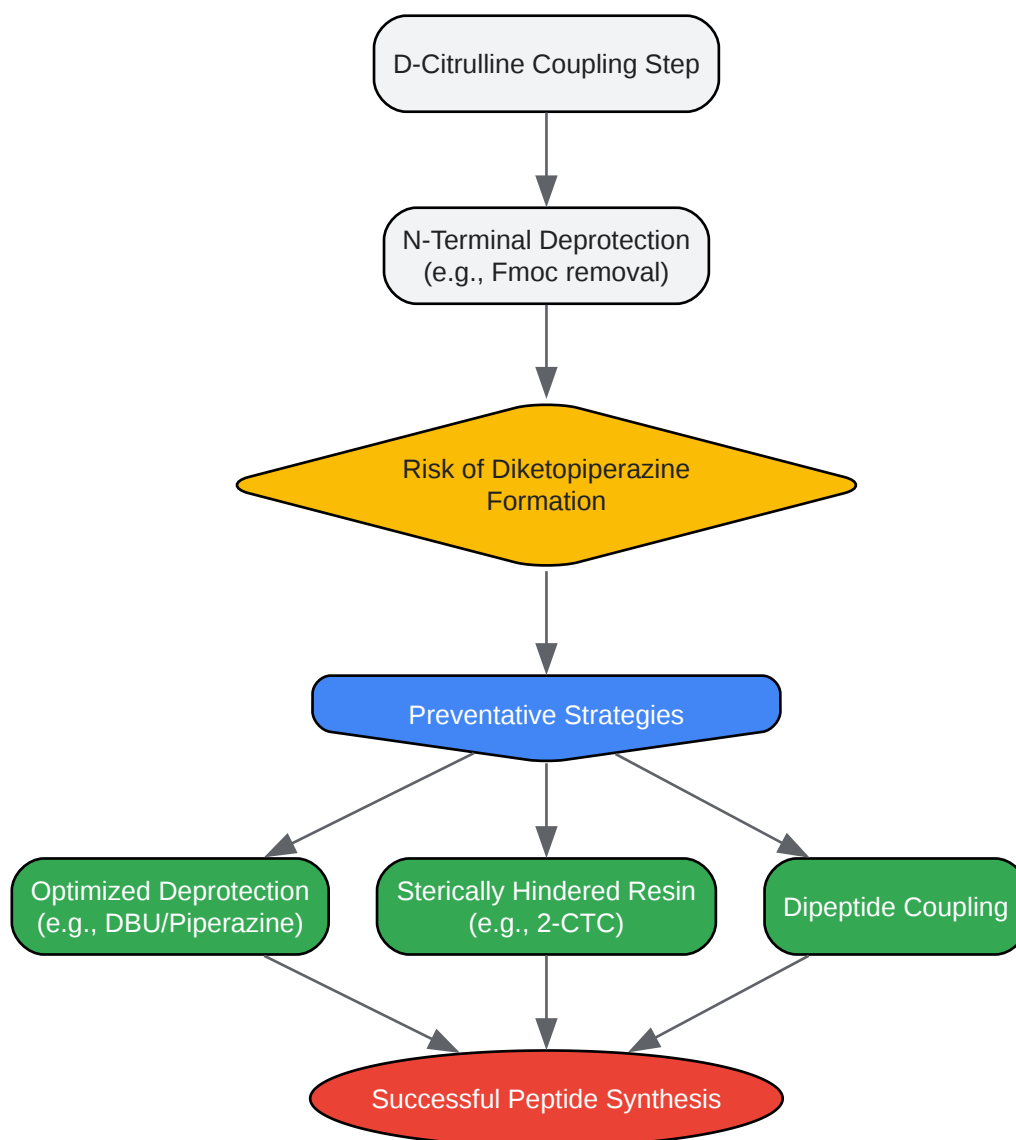 D-Citrulline Coupling Step
N-Terminal Deprotection
(e.g., Fmoc removal)
Risk of Diketopiperazine
Formation
Preventative Strategies
Optimized Deprotection
(e.g., DBU/Piperazine)
Sterically Hindered Resin
(e.g., 2-CTC)
Dipeptide Coupling
Successful Peptide Synthesis